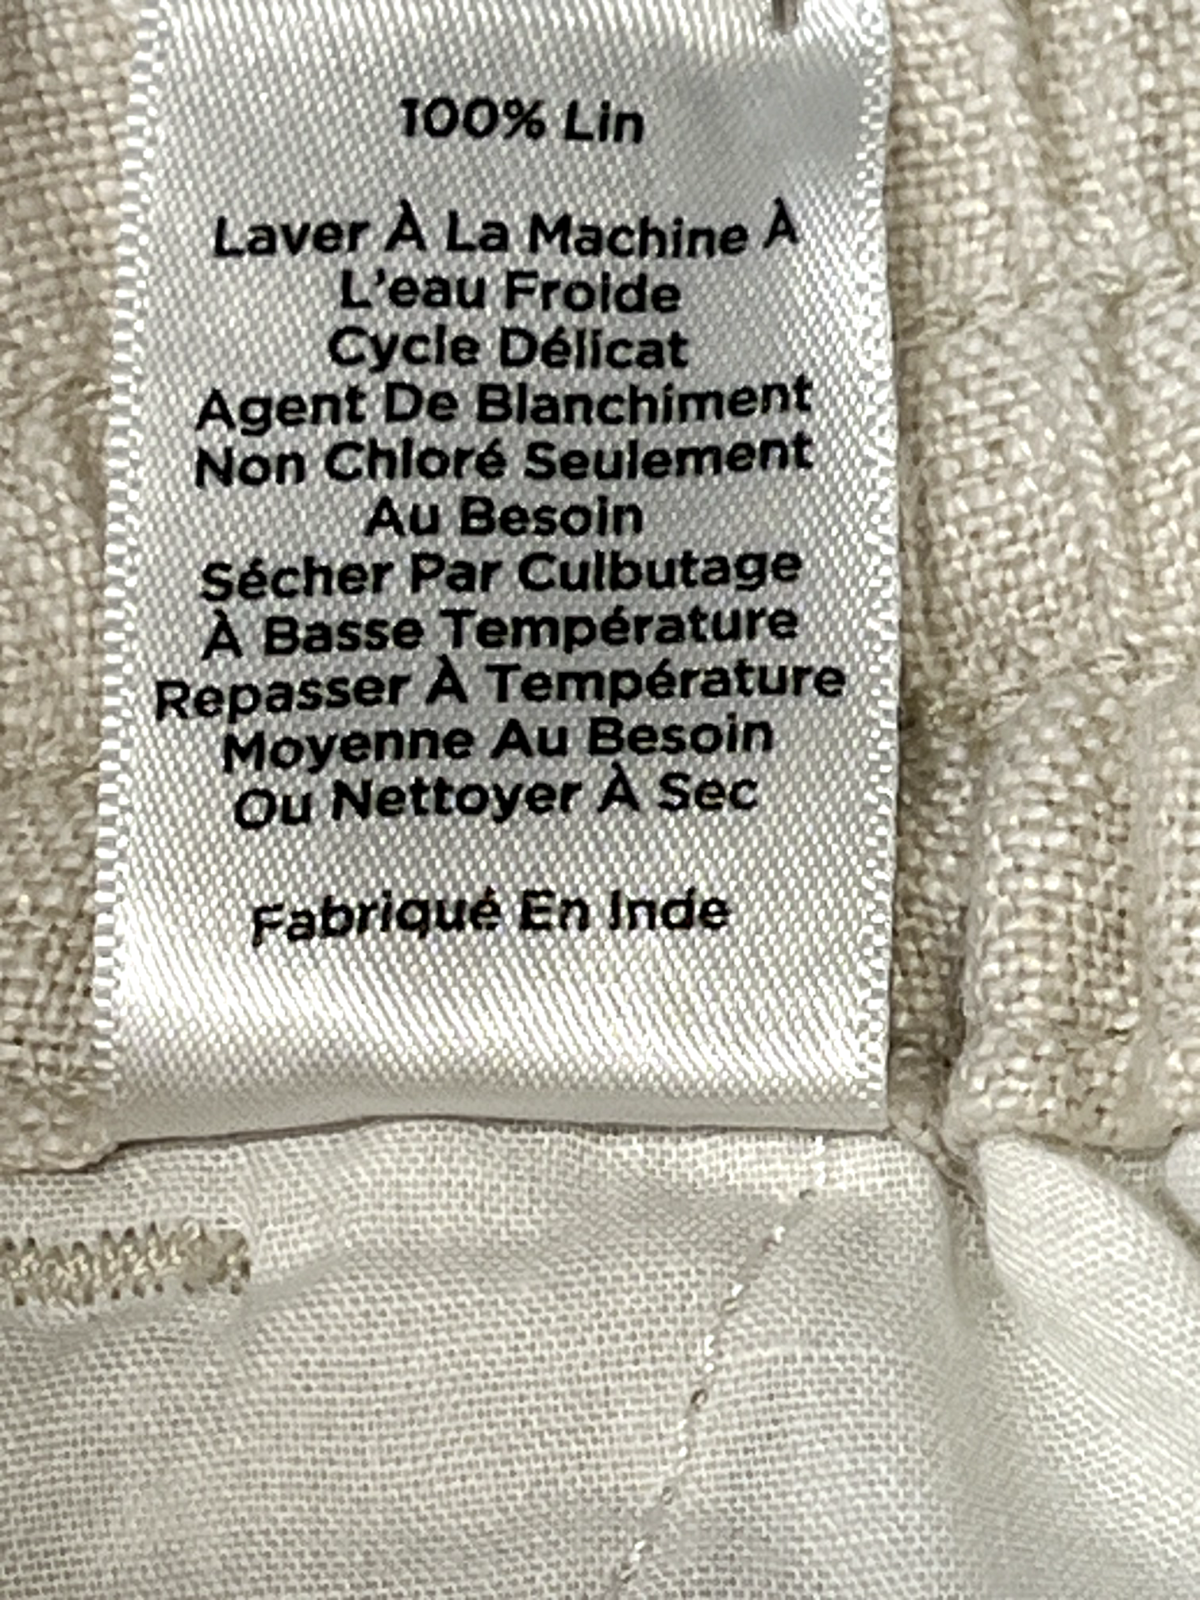 100% Lin
Laver À La Machine À
L'eau Froide
Cycle Délicat
Agent De Blanchiment
Non Chloré Seulement
Au Besoin
Sécher Par Culbutage
À Basse Température
Repasser À Température
Moyenne Au Besoin
Ou Nettoyer À Sec
Fabriqué En Inde